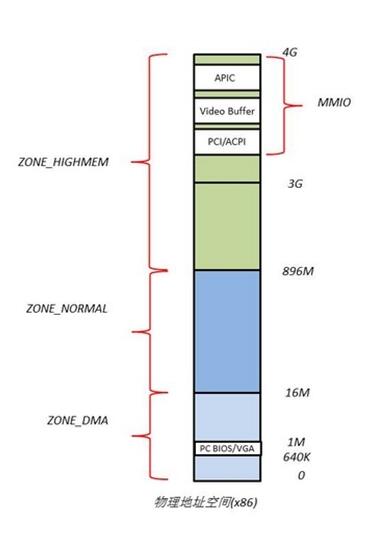 4G
APIC
Video Buffer
MMIO
PCI/ACPI
ZONE_HIGHMEM
3G
896M
ZONE_NORMAL
16M
ZONE_DMA
1M
PC BIOS/VGA
640K
0
物理地址空间(x86)